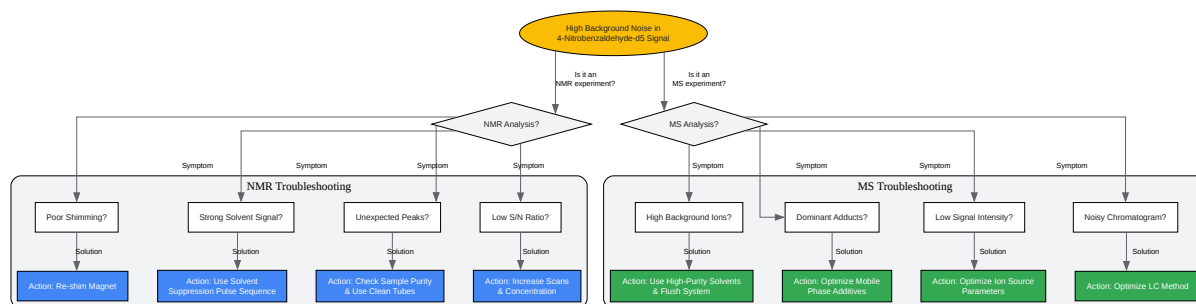 High Background Noise in
4-Nitrobenzaldehyde-d5 Signal
Is it an
NMR experiment?
Is it an
MS experiment?
NMR Analysis?
MS Analysis?
Symptom
Symptom
Symptom
Symptom
Symptom
Symptom
Symptom
Symptom
NMR Troubleshooting
MS Troubleshooting
Poor Shimming?
Strong Solvent Signal?
Unexpected Peaks?
Low S/N Ratio?
High Background Ions?
Dominant Adducts?
Low Signal Intensity?
Noisy Chromatogram?
Solution
Solution
Solution
Solution
Solution
Solution
Solution
Solution
Action: Re-shim Magnet
Action: Use Solvent
Suppression Pulse Sequence
Action: Check Sample Purity
& Use Clean Tubes
Action: Increase Scans
& Concentration
Action: Use High-Purity Solvents
& Flush System
Action: Optimize Mobile
Phase Additives
Action: Optimize Ion Source
Parameters
Action: Optimize LC Method